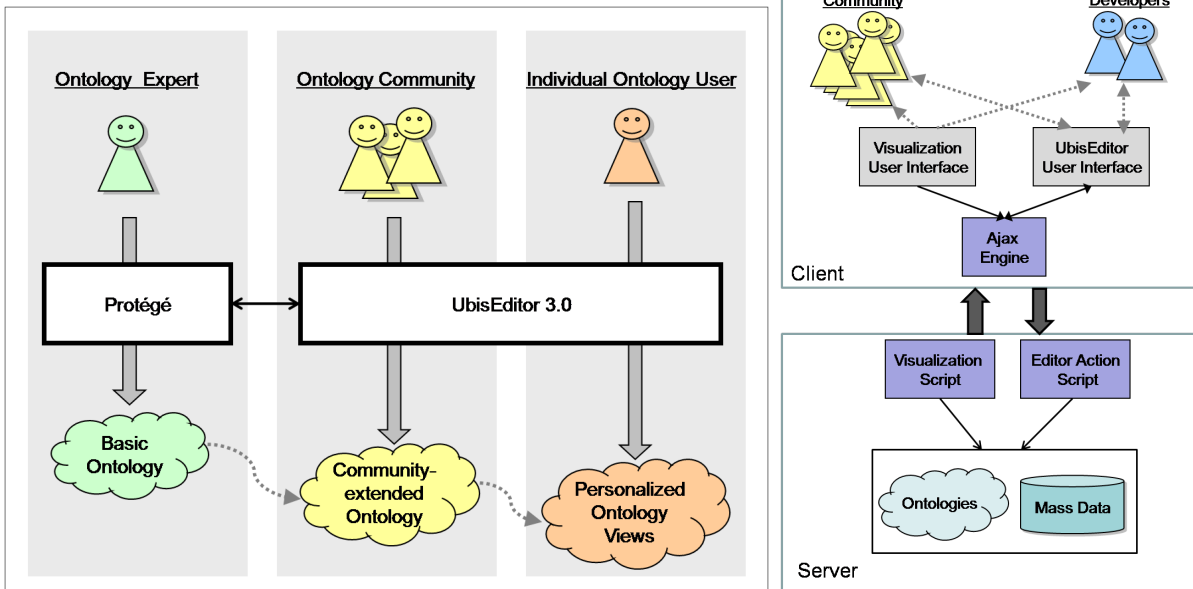 Ontology Expert
Ontology Community
Individual Ontology User
Protégé
UbisEditor 3.0
Basic
Ontology
Community-
extended
Ontology
Personalized
Ontology
Views
Community
Developers
Visualization
User Interface
UbisEditor
User Interface
Ajax
Engine
Client
Visualization
Script
Editor Action
Script
Ontologies
Mass Data
Server